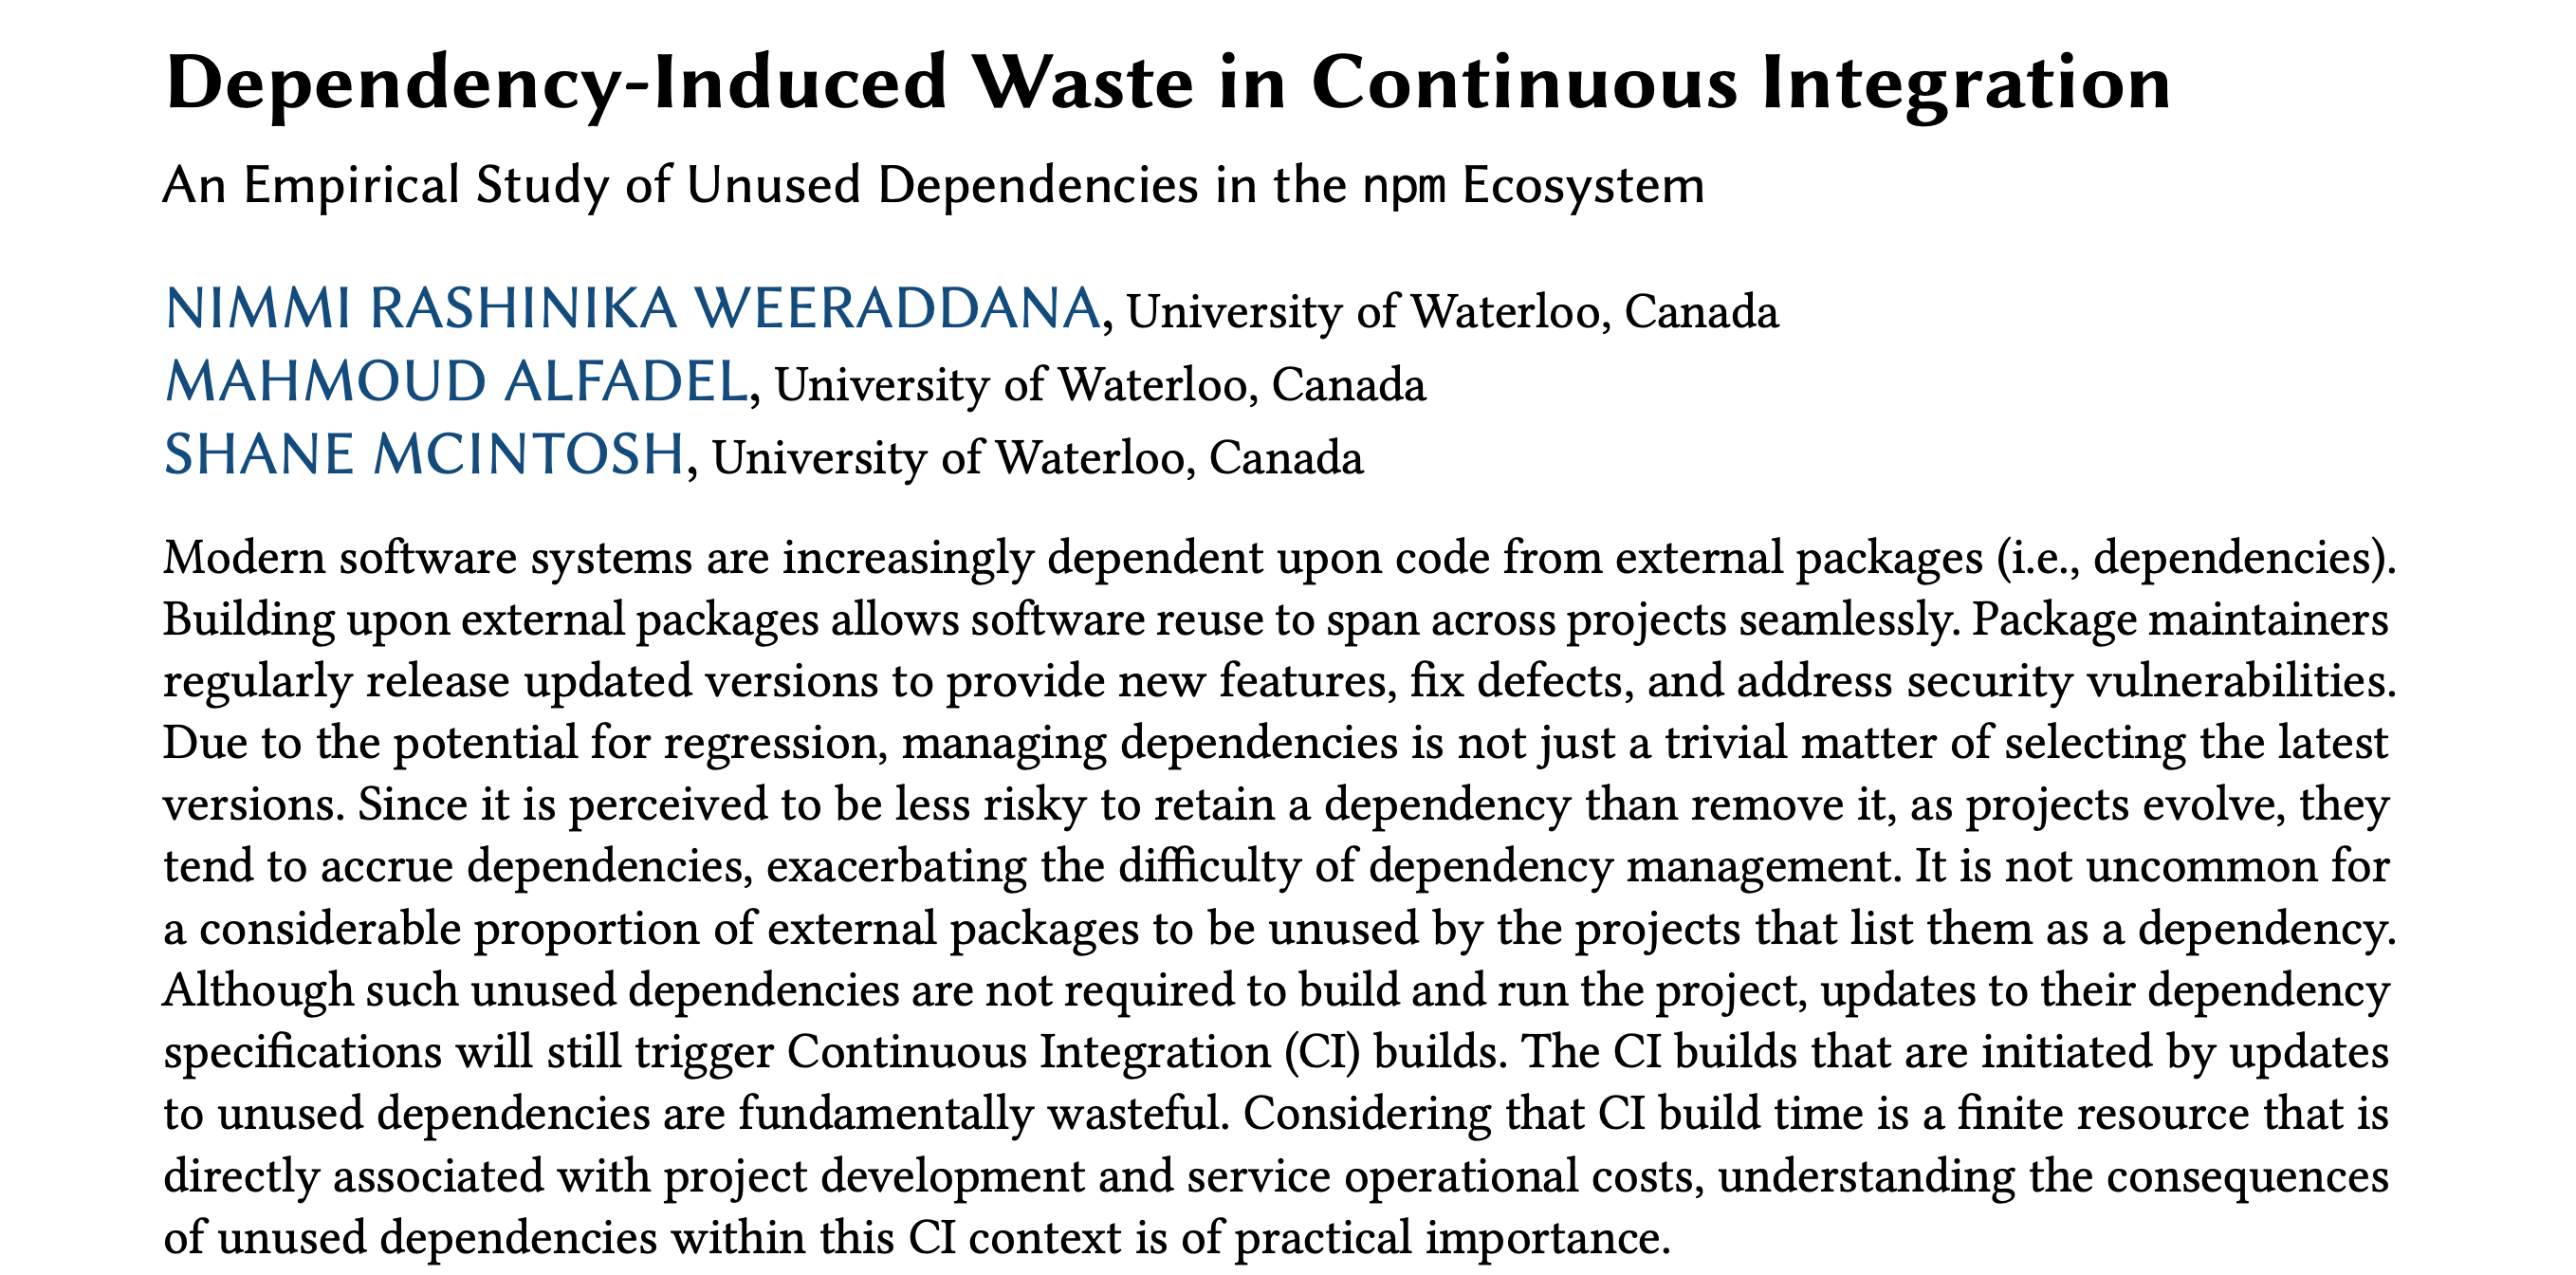 Dependency-Induced Waste in Continuous Integration
An Empirical Study of Unused Dependencies in the npm Ecosystem
NIMMI RASHINIKA WEERADDANA, University of Waterloo, Canada
MAHMOUD ALFADEL, University of Waterloo, Canada
SHANE MCINTOSH, University of Waterloo, Canada
Modern software systems are increasingly dependent upon code from external packages (i.e., dependencies).
Building upon external packages allows software reuse to span across projects seamlessly. Package maintainers
regularly release updated versions to provide new features, fix defects, and address security vulnerabilities.
Due to the potential for regression, managing dependencies is not just a trivial matter of selecting the latest
versions. Since it is perceived to be less risky to retain a dependency than remove it, as projects evolve, they
tend to accrue dependencies, exacerbating the difficulty of dependency management. It is not uncommon for
a considerable proportion of external packages to be unused by the projects that list them as a dependency.
Although such unused dependencies are not required to build and run the project, updates to their dependency
specifications will still trigger Continuous Integration (CI) builds. The CI builds that are initiated by updates
to unused dependencies are fundamentally wasteful. Considering that CI build time is a finite resource that is
directly associated with project development and service operational costs, understanding the consequences
of unused dependencies within this CI context is of practical importance.